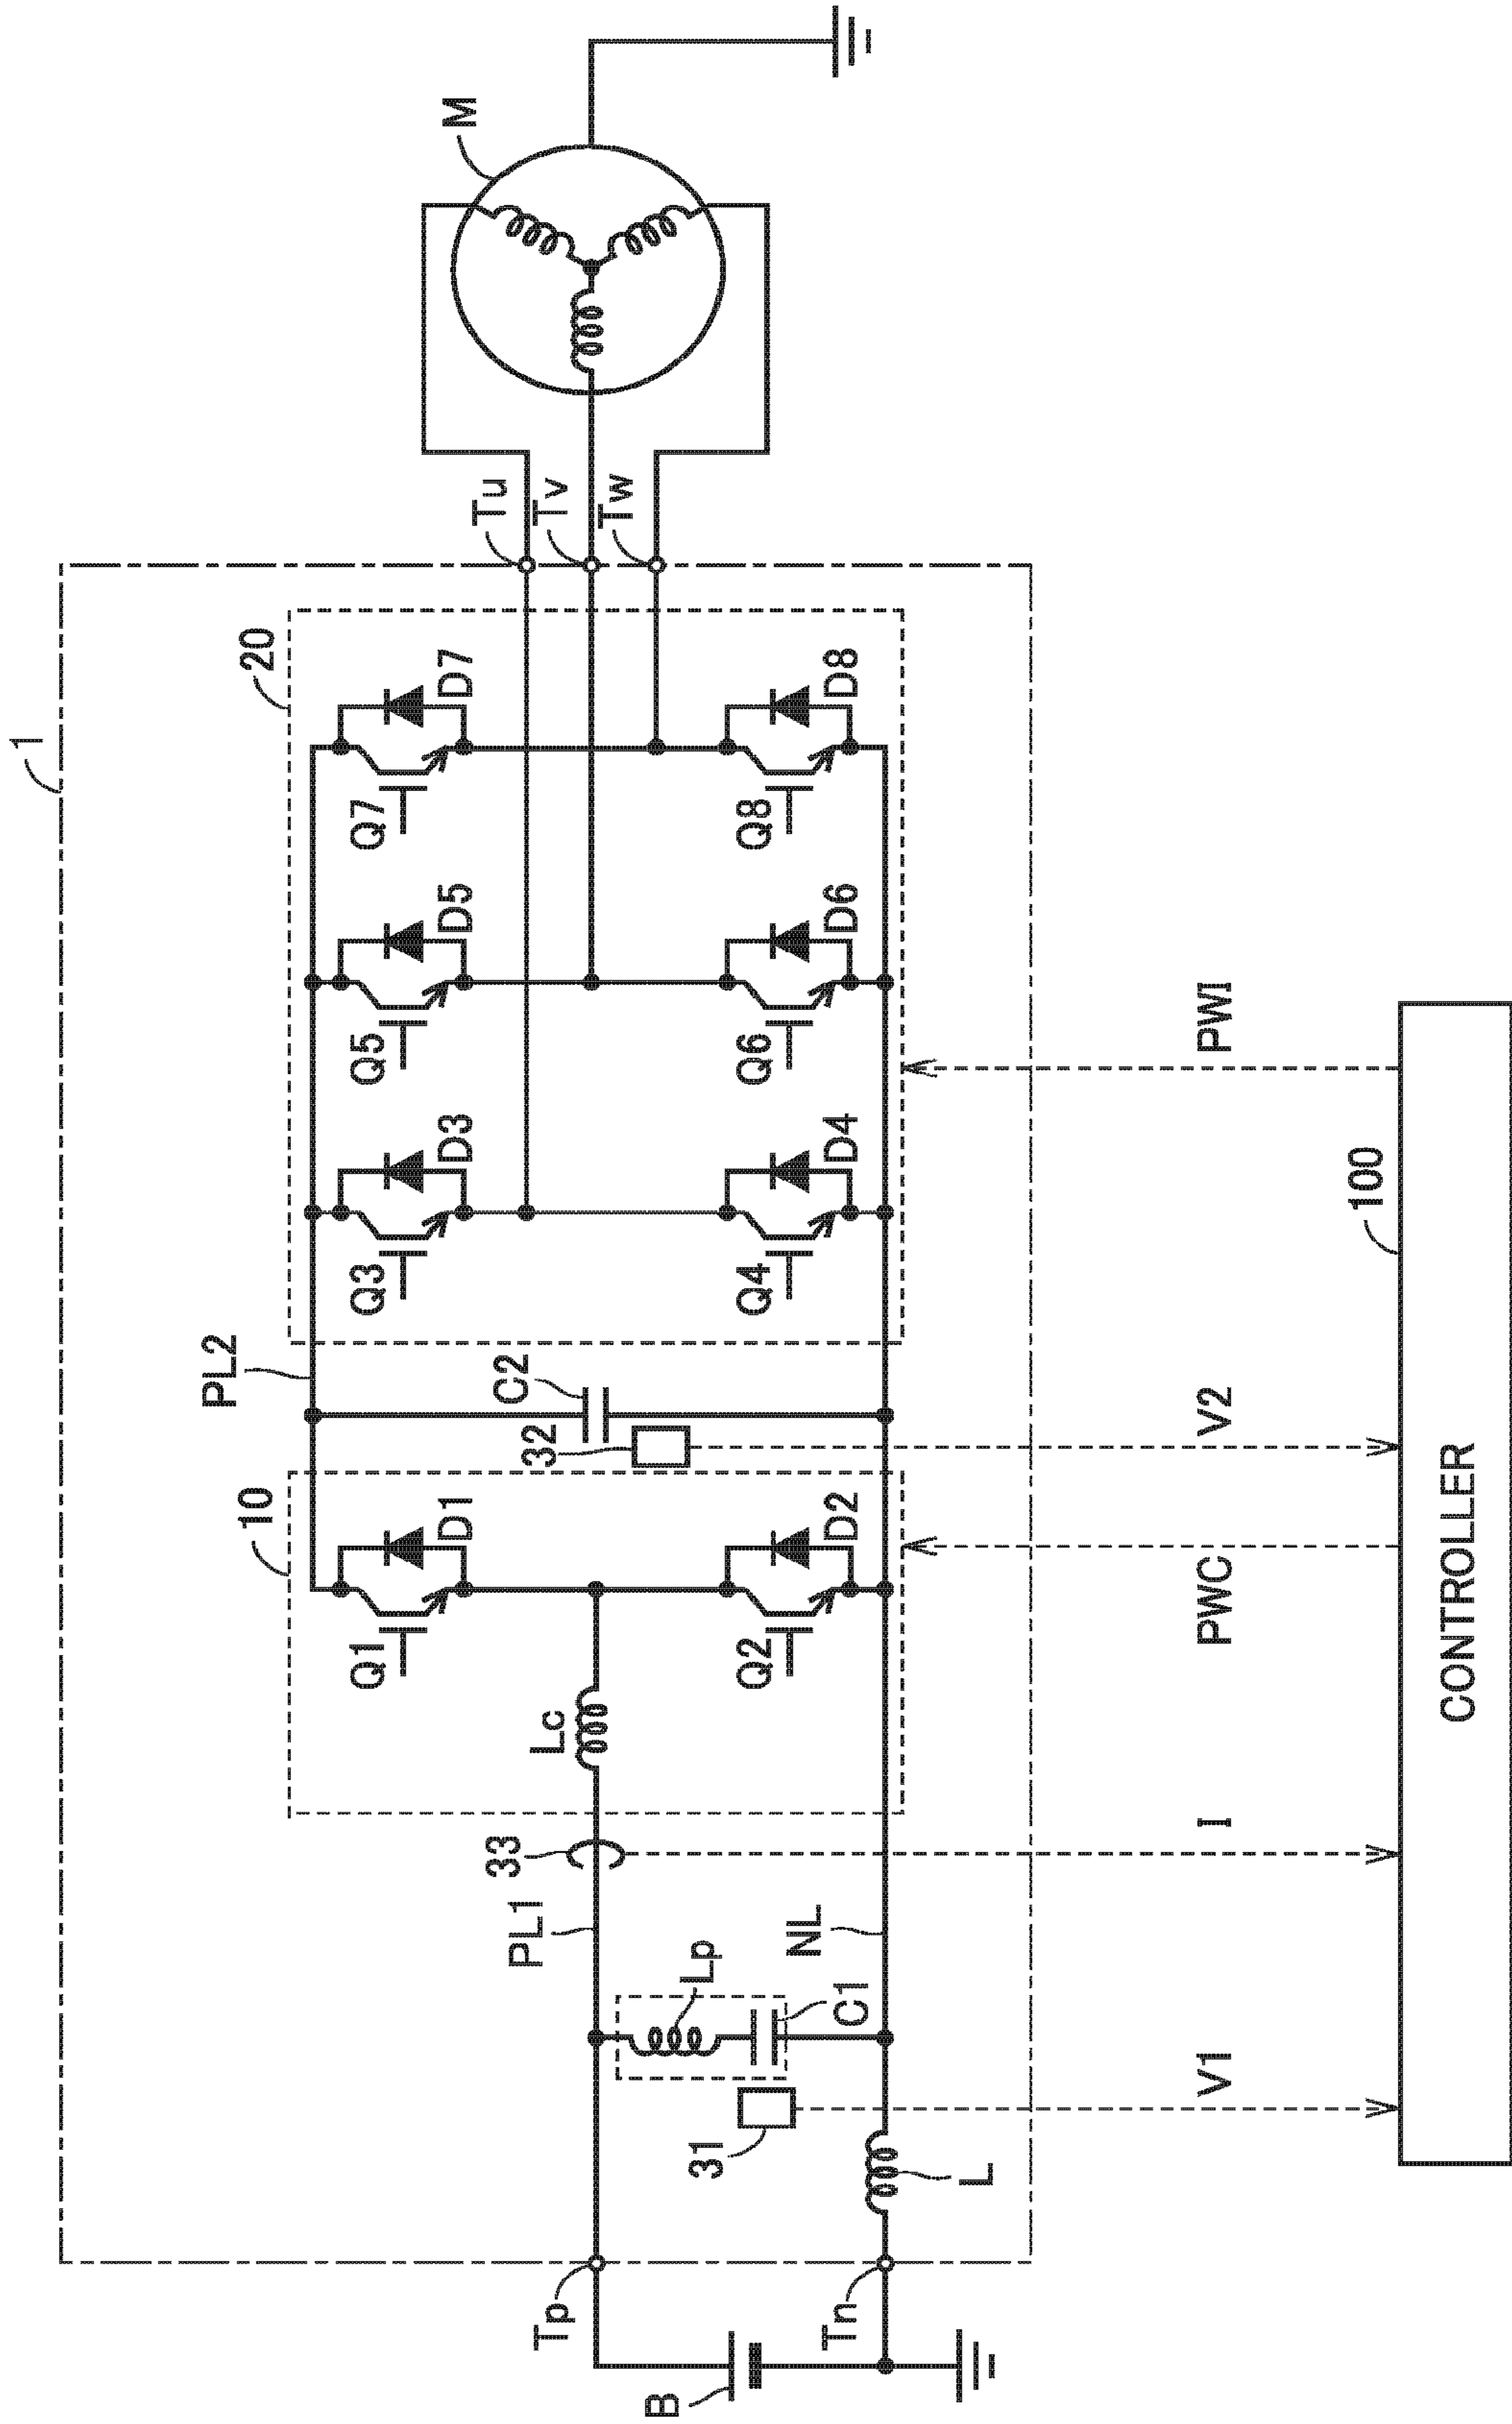 1
10
PL2
20
Q1
D1
Q3
D3
Q5
D5
Q7
D7
M
B
Tp
PL1
33
Lc
C2
32
Tu
Tv
Tw
31
Lp
C1
Tn
L
NL
Q2
D2
Q4
D4
Q6
D6
Q8
D8
V1
I
PWC
V2
PWI
100
CONTROLLER